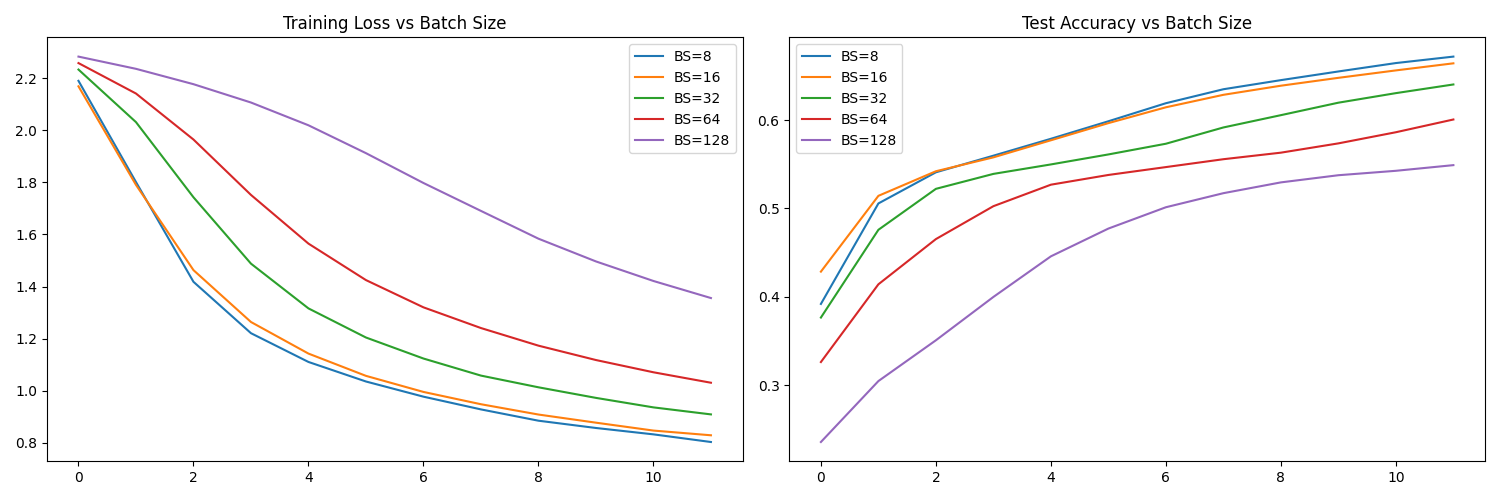 Training Loss vs Batch Size
2.2
2.0
1.8
1.6
1.4
1.2
1.0
0.8
0
2
4
6
8
10
BS=8
BS=16
BS=32
BS=64
BS=128
Test Accuracy vs Batch Size
0.6
0.5
0.4
0.3
0
2
4
6
8
10
BS=8
BS=16
BS=32
BS=64
BS=128